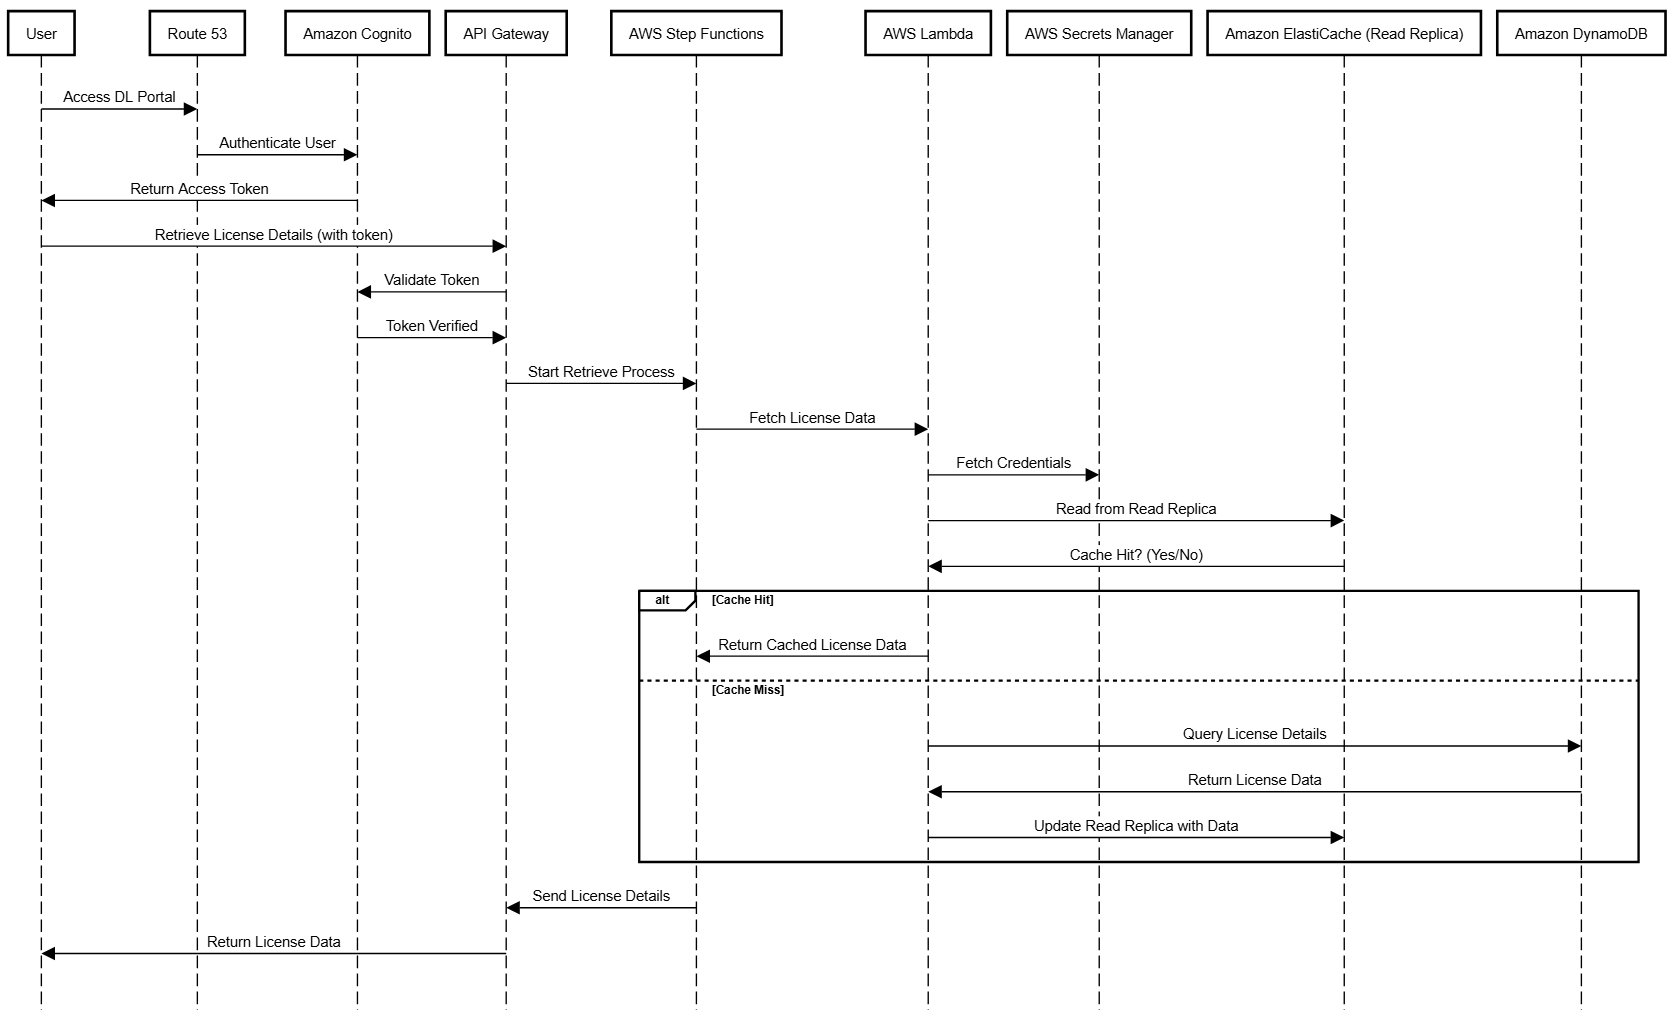 User
Route 53
Amazon Cognito
API Gateway
AWS Step Functions
AWS Lambda
AWS Secrets Manager
Amazon ElastiCache (Read Replica)
Amazon DynamoDB
Access DL Portal
Authenticate User
Return Access Token
Retrieve License Details (with token)
Validate Token
Token Verified
Start Retrieve Process
Fetch License Data
Fetch Credentials
Read from Read Replica
Cache Hit? (Yes/No)
alt
[Cache Hit]
Return Cached License Data
[Cache Miss]
Query License Details
Return License Data
Update Read Replica with Data
Send License Details
Return License Data